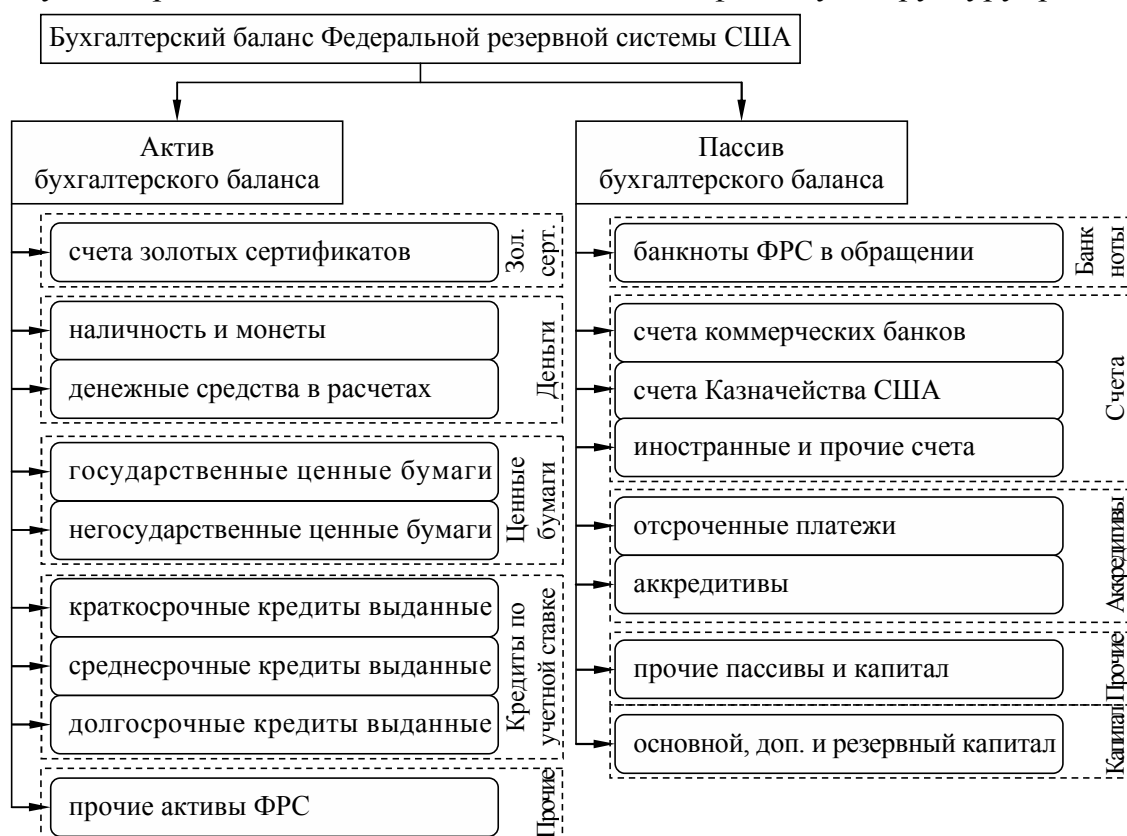 Бухгалтерский баланс Федеральной резервной системы США
Актив
бухгалтерского баланса
счета золотых сертификатов
Зол.
серт.
наличность и монеты
денежные средства в расчетах
Деньги
государственные ценные бумаги
негосударственные ценные бумаги
Ценные
бумаги
краткосрочные кредиты выданные
среднесрочные кредиты выданные
долгосрочные кредиты выданные
Кредиты по
учетной ставке
прочие активы ФРС
Прочие
Пассив
бухгалтерского баланса
банкноты ФРС в обращении
Банк
ноты
счета коммерческих банков
счета Казначейства США
иностранные и прочие счета
Счета
отсроченные платежи
аккредитивы
Аккредитивы
прочие пассивы и капитал
Прочие
основной, доп. и резервный капитал
Капитал